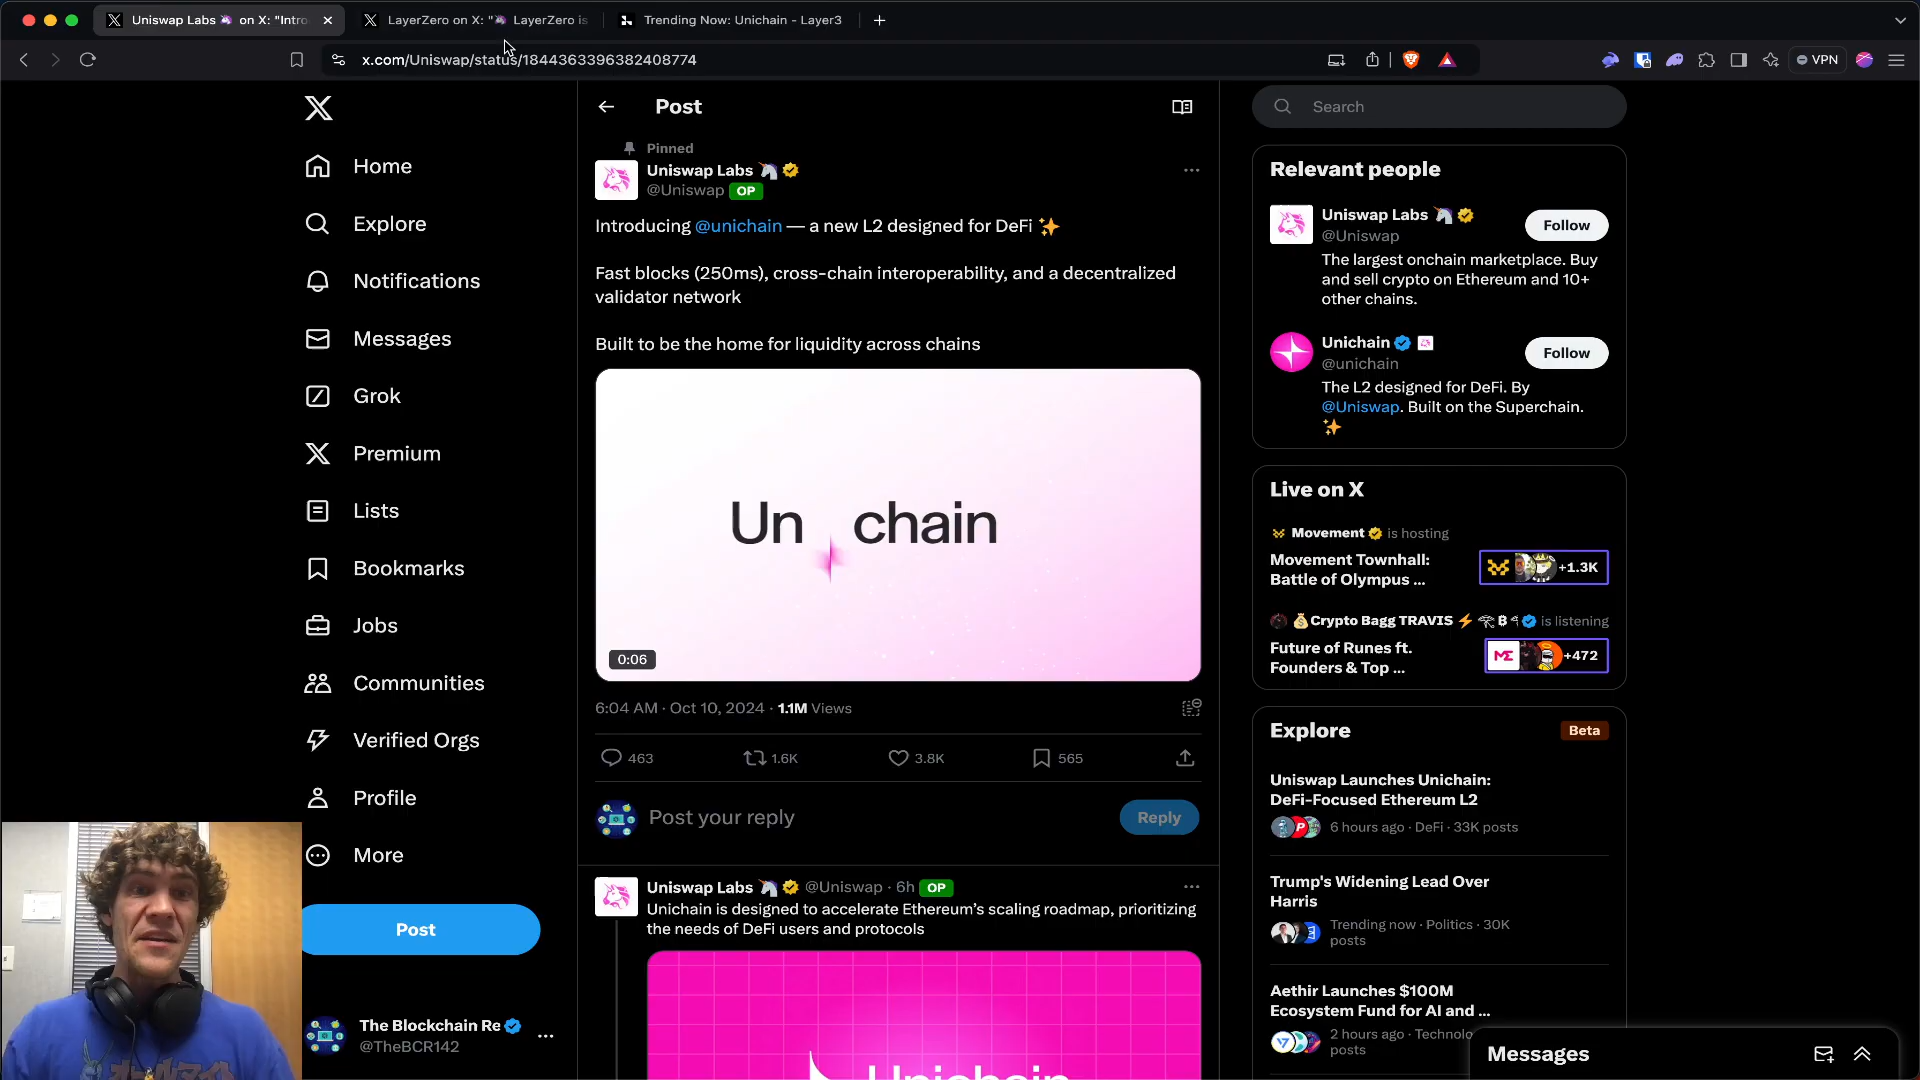 Uniswap Labs 🦄 on X: "Intro
LayerZero on X: "🦄 LayerZero is
Trending Now: Unichain - Layer3
x.com/Uniswap/status/1844363396382408774
VPN
Home
Explore
Notifications
Messages
Grok
Premium
Lists
Bookmarks
Jobs
Communities
Verified Orgs
Profile
More
Post
The Blockchain Re
@TheBCR142
Post
Pinned
Uniswap Labs 🦄
@Uniswap OP
Introducing @unichain — a new L2 designed for DeFi ✨
Fast blocks (250ms), cross-chain interoperability, and a decentralized
validator network
Built to be the home for liquidity across chains
Un chain
0:06
6:04 AM · Oct 10, 2024 · 1.1M Views
463
1.6K
3.8K
565
Post your reply
Reply
Uniswap Labs 🦄 @Uniswap · 6h OP
Unichain is designed to accelerate Ethereum's scaling roadmap, prioritizing
the needs of DeFi users and protocols
Unichain
Search
Relevant people
Uniswap Labs 🦄
@Uniswap
Follow
The largest onchain marketplace. Buy
and sell crypto on Ethereum and 10+
other chains.
Unichain
@unichain
Follow
The L2 designed for DeFi. By
@Uniswap. Built on the Superchain.
✨
Live on X
Movement is hosting
Movement Townhall:
Battle of Olympus ...
+1.3K
💰Crypto Bagg TRAVIS ⚡ is listening
Future of Runes ft.
Founders & Top ...
+472
Explore
Beta
Uniswap Launches Unichain:
DeFi-Focused Ethereum L2
6 hours ago · DeFi · 33K posts
Trump's Widening Lead Over
Harris
Trending now · Politics · 30K
posts
Aethir Launches $100M
Ecosystem Fund for AI and ...
2 hours ago · Technolo
posts
Messages